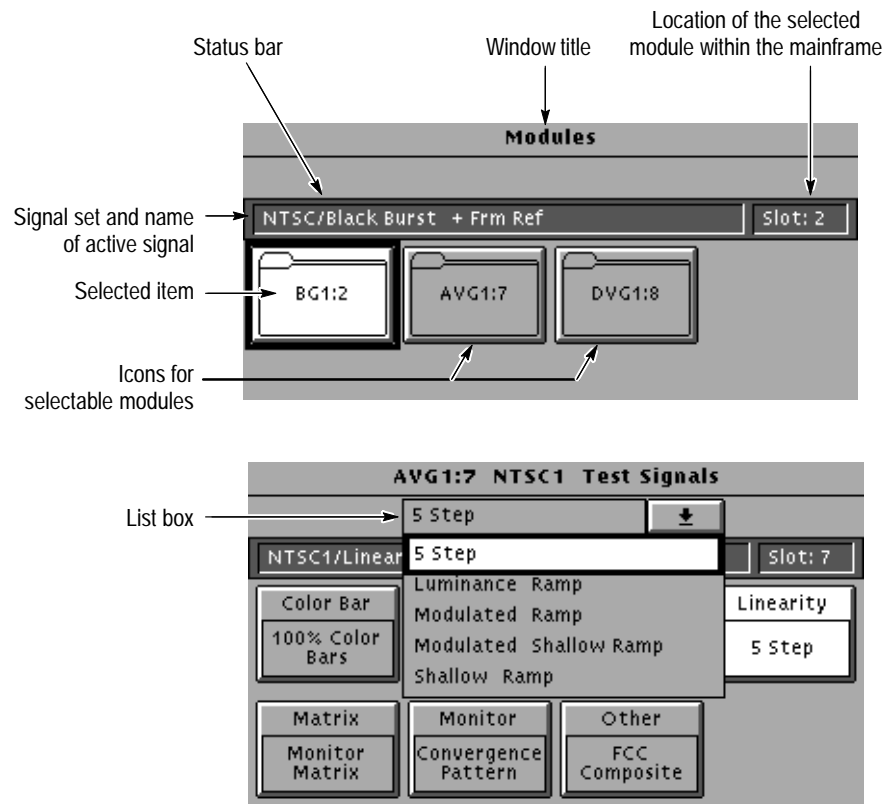 Location of the selected
module within the mainframe
Status bar
Window title
Modules
Signal set and name
of active signal
NTSC/Black Burst + Frm Ref
Slot: 2
Selected item
BG1:2
AVG1:7
DVG1:8
Icons for
selectable modules
AVG1:7 NTSC1 Test Signals
List box
5 Step
NTSC1/Linear
5 Step
Slot: 7
Luminance Ramp
Modulated Ramp
Modulated Shallow Ramp
Shallow Ramp
Color Bar
100% Color
Bars
Linearity
5 Step
Matrix
Monitor
Matrix
Monitor
Convergence
Pattern
Other
FCC
Composite